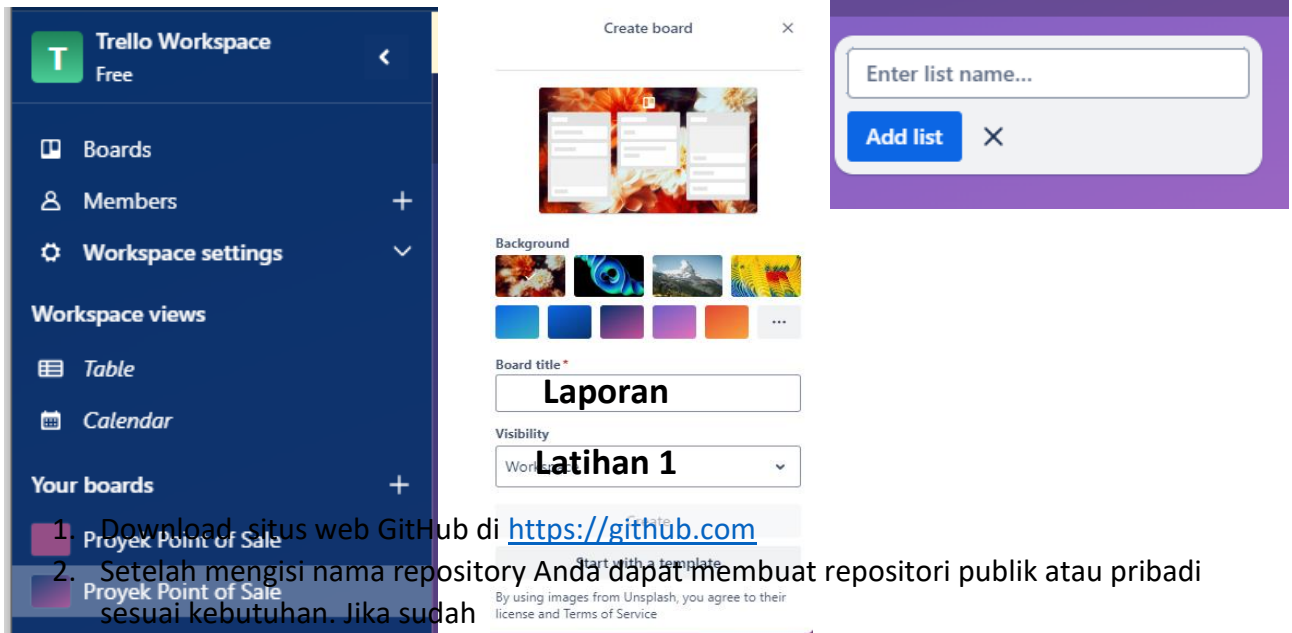 Trello Workspace
Free
Boards
Members
Workspace settings
Workspace views
Table
Calendar
Your boards
Proyek Point of Sale
Proyek Point of Sale
Create board
Background
Board title*
Laporan
Visibility
Workspace
Latihan 1
Create
Start with a template
By using images from Unsplash, you agree to their
license and Terms of Service
Enter list name...
Add list
1. Download situs web GitHub di https://github.com
2. Setelah mengisi nama repository Anda dapat membuat repositori publik atau pribadi
sesuai kebutuhan. Jika sudah